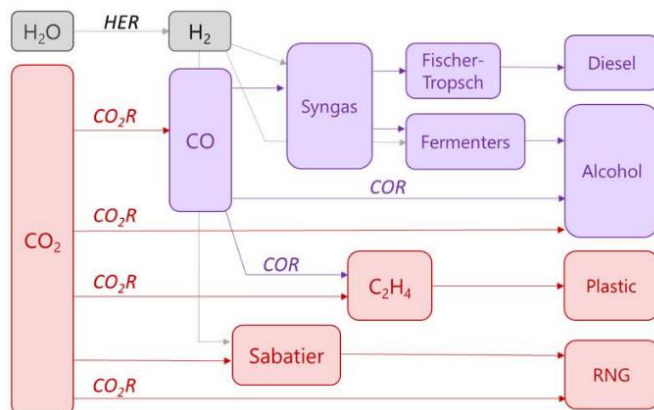 H₂O
HER
H₂
Fischer-
Tropsch
Diesel
Syngas
CO₂R
CO
Fermenters
Alcohol
COR
CO₂R
CO₂
COR
C₂H₄
Plastic
CO₂R
Sabatier
RNG
CO₂R